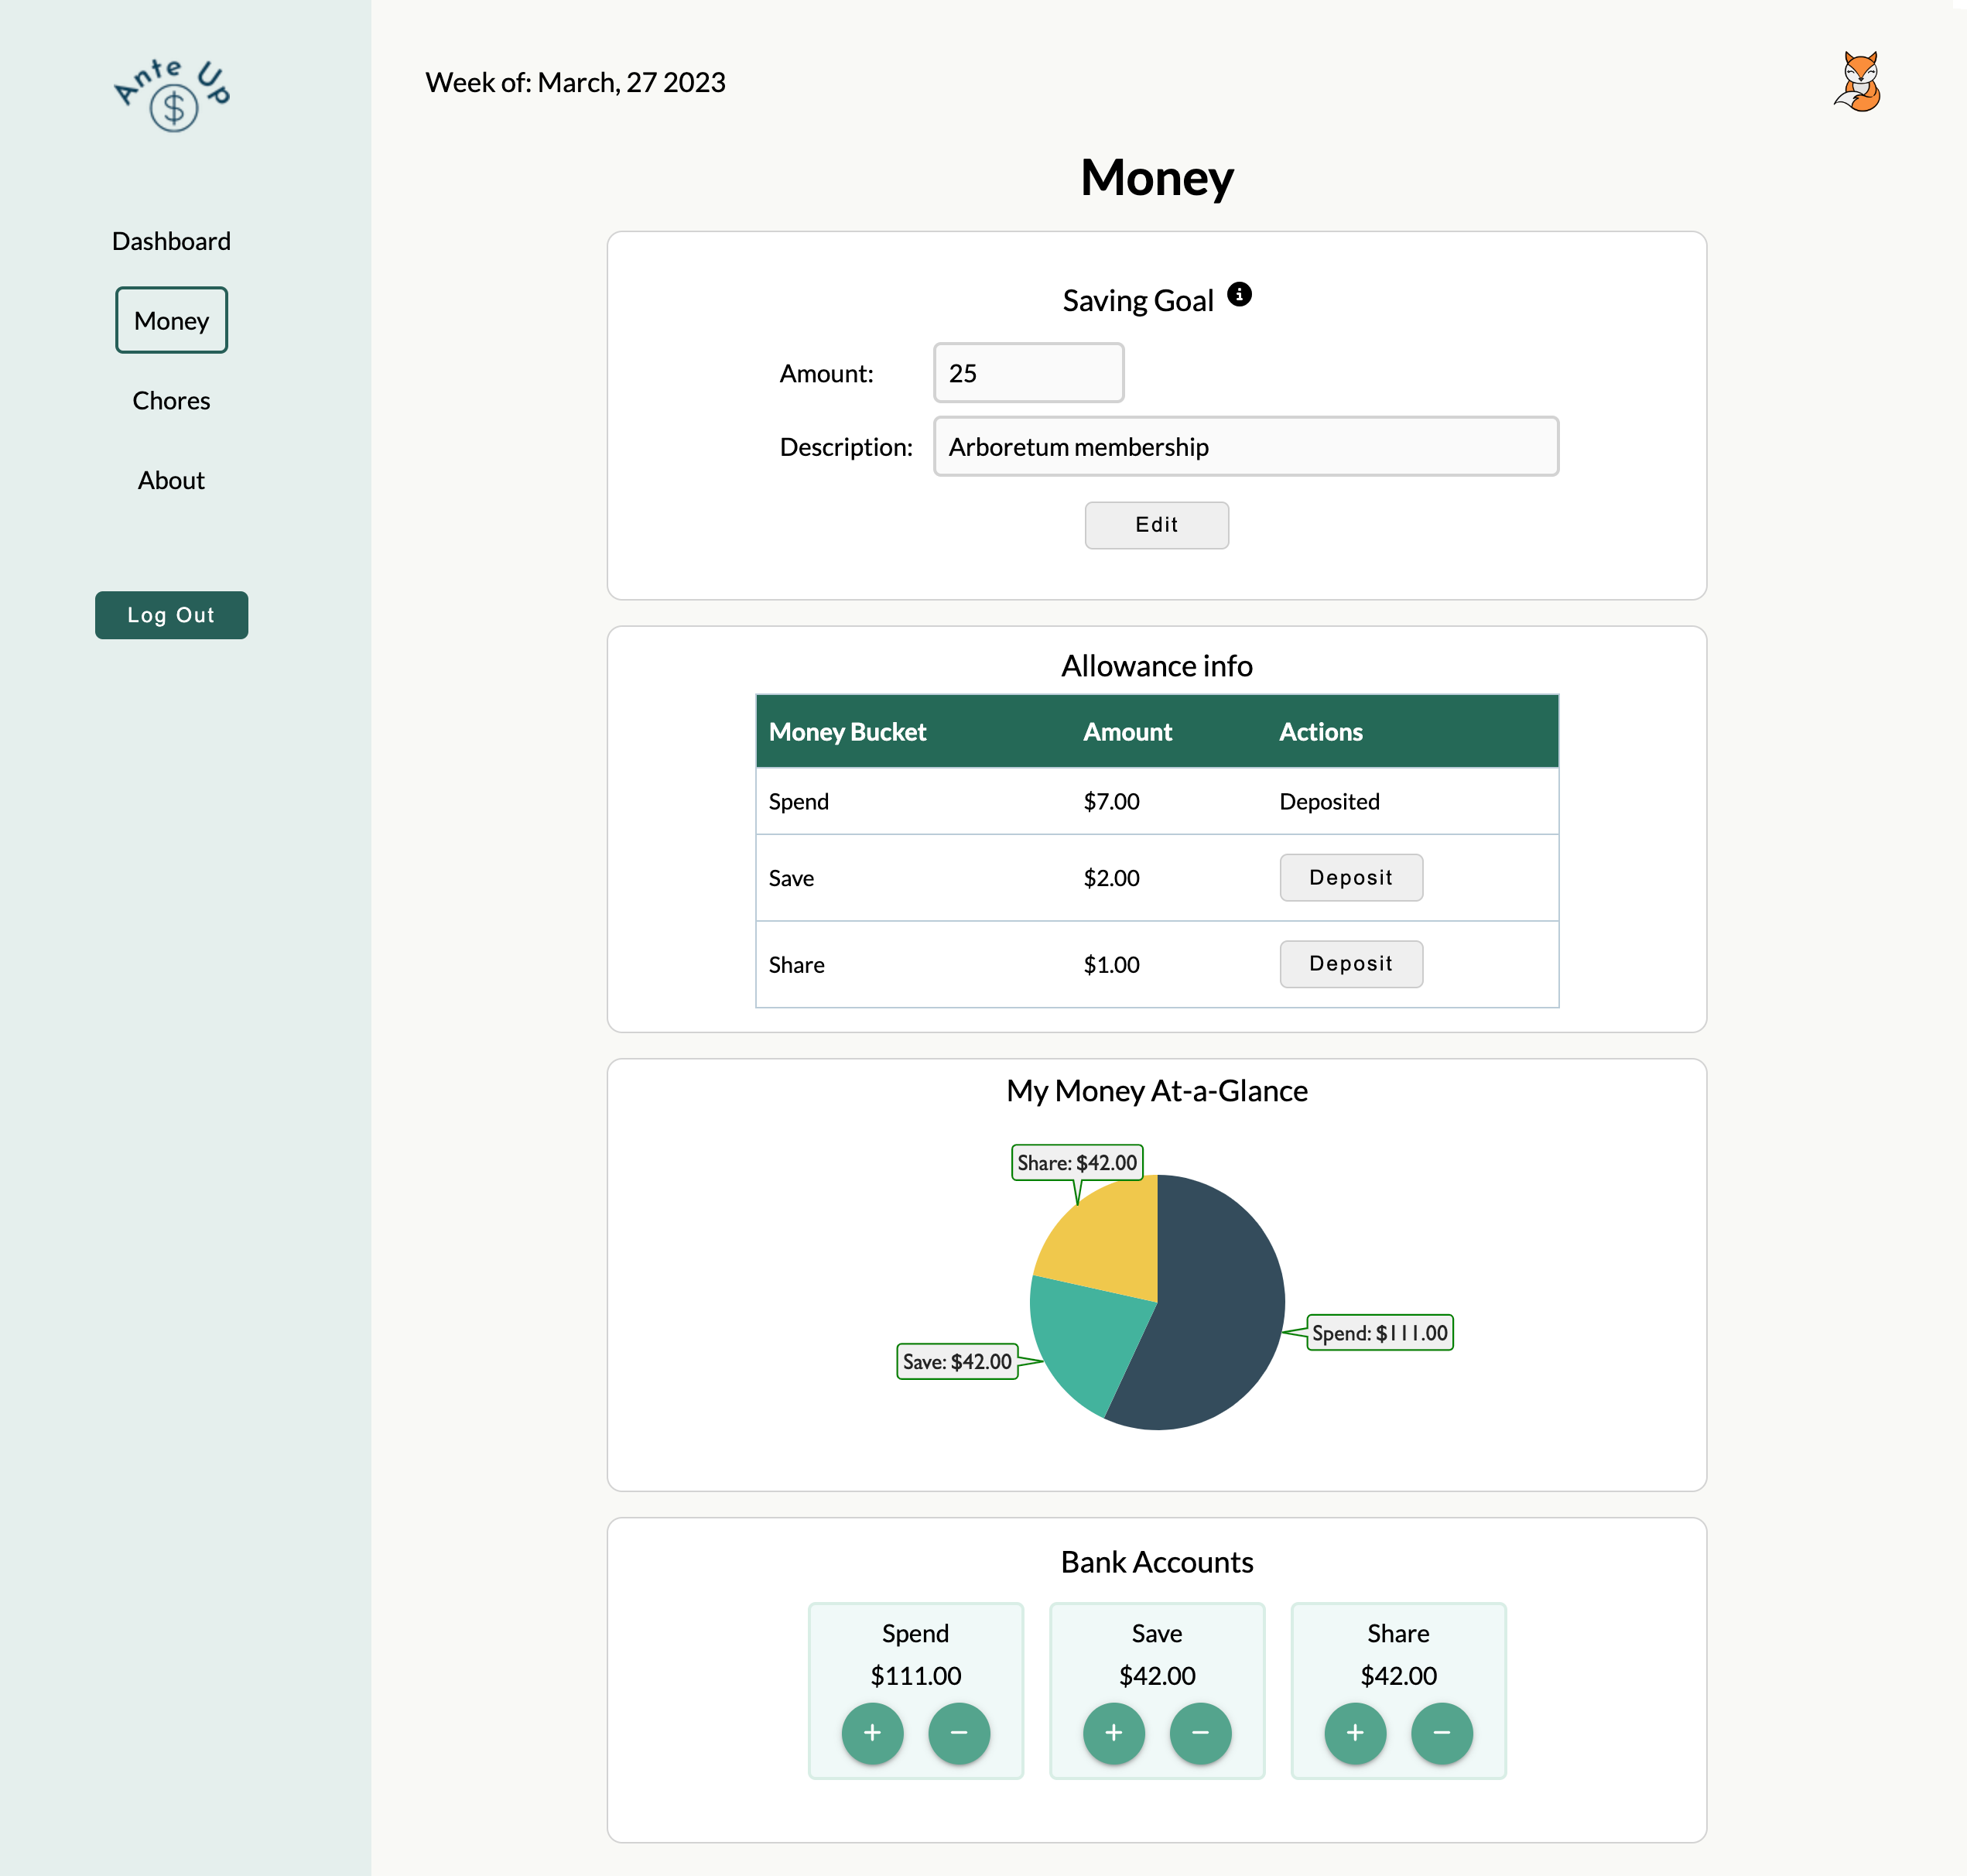 Ante Up
$
Week of: March, 27 2023
Dashboard
Money
Chores
About
Log Out
Money
Saving Goal
Amount: 25
Description: Arboretum membership
Edit
Allowance info
Money Bucket Amount Actions
Spend $7.00 Deposited
Save $2.00 Deposit
Share $1.00 Deposit
My Money At-a-Glance
Share: $42.00
Spend: $111.00
Save: $42.00
Bank Accounts
Spend Save Share
$111.00 $42.00 $42.00
+ − + − + −